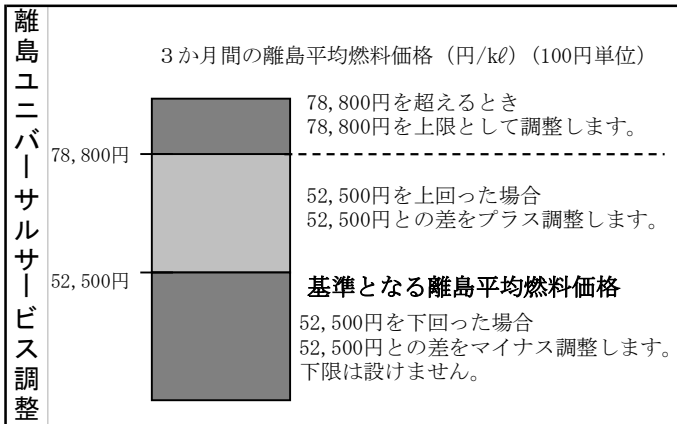 離島ユニバーサルサービス調整
３か月間の離島平均燃料価格（円/kℓ）（100円単位）
78,800円を超えるとき
78,800円を上限として調整します。
78,800円
52,500円を上回った場合
52,500円との差をプラス調整します。
52,500円
基準となる離島平均燃料価格
52,500円を下回った場合
52,500円との差をマイナス調整します。
下限は設けません。